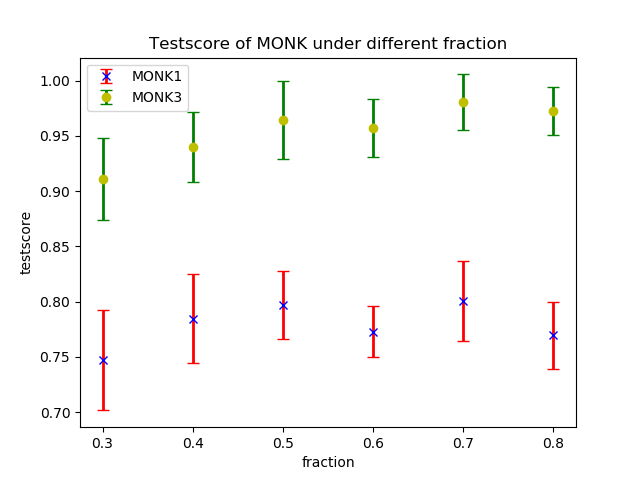 Testscore of MONK under different fraction
MONK1
MONK3
testscore
1.00
0.95
0.90
0.85
0.80
0.75
0.70
0.3 0.4 0.5 0.6 0.7 0.8
fraction